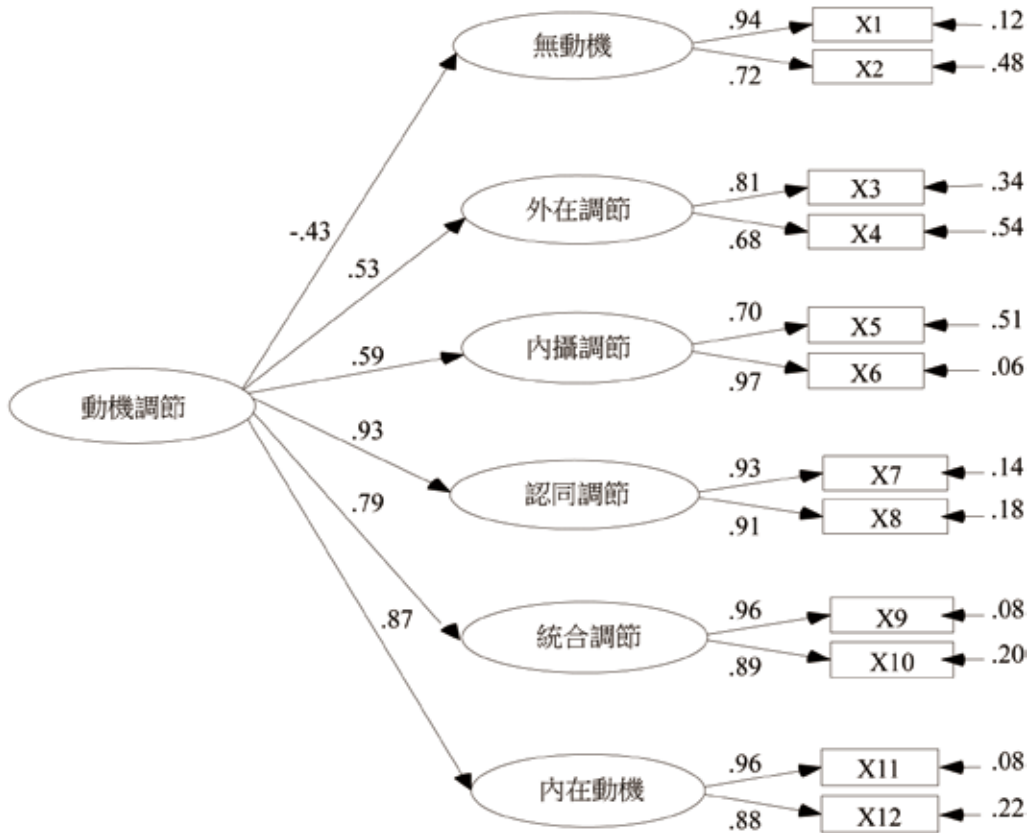 .94
X1
.12
無動機
.72
X2
.48
.81
X3
.34
外在調節
.68
X4
.54
-.43
.53
.70
X5
.51
內攝調節
.59
.97
X6
.06
動機調節
.93
.93
X7
.14
認同調節
.79
.91
X8
.18
.87
.96
X9
.08
統合調節
.89
X10
.20
.96
X11
.08
內在動機
.88
X12
.22